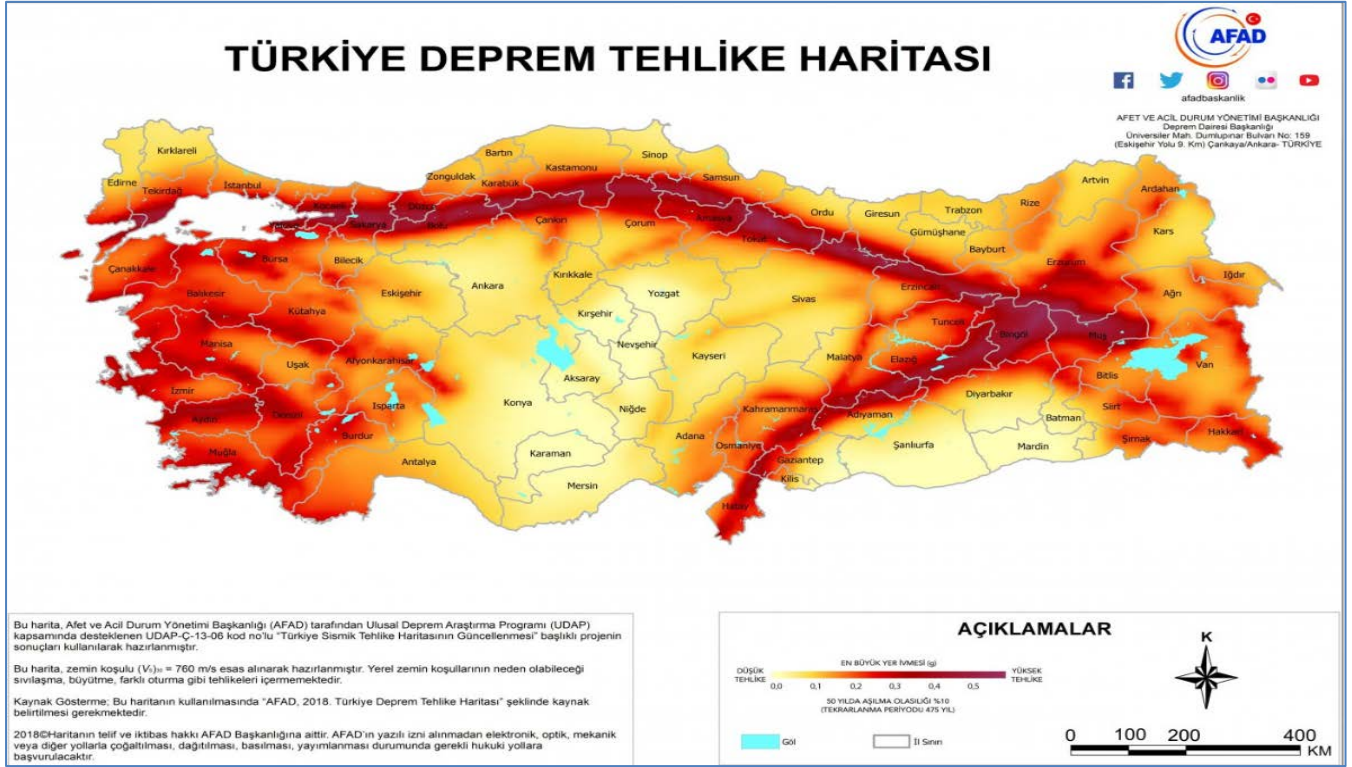 TÜRKİYE DEPREM TEHLİKE HARİTASI
AFAD
afadbaskanlik
AFET VE ACİL DURUM YÖNETİMİ BAŞKANLIĞI
Deprem Dairesi Başkanlığı
Üniversiler Mah. Dumlupınar Bulvarı No: 159
(Eskişehir Yolu 9. Km) Çankaya/Ankara- TÜRKİYE
Kırklareli
Edirne
Tekirdağ
İstanbul
Kocaeli
Yalova
Sakarya
Düzce
Bolu
Zonguldak
Bartın
Karabük
Kastamonu
Sinop
Samsun
Çankırı
Çorum
Amasya
Tokat
Ordu
Giresun
Trabzon
Rize
Artvin
Ardahan
Kars
Gümüşhane
Bayburt
Erzurum
Erzincan
Iğdır
Ağrı
Çanakkale
Bursa
Bilecik
Balıkesir
Kütahya
Eskişehir
Ankara
Kırıkkale
Yozgat
Sivas
Kırşehir
Nevşehir
Kayseri
Malatya
Tunceli
Elazığ
Bingöl
Muş
Bitlis
Van
Manisa
Uşak
Afyonkarahisar
İzmir
Aydın
Denizli
Isparta
Burdur
Muğla
Antalya
Konya
Aksaray
Niğde
Karaman
Mersin
Adana
Kahramanmaraş
Osmaniye
Gaziantep
Kilis
Hatay
Adıyaman
Şanlıurfa
Diyarbakır
Mardin
Batman
Siirt
Şırnak
Hakkari
Bu harita, Afet ve Acil Durum Yönetimi Başkanlığı (AFAD) tarafından Ulusal Deprem Araştırma Programı (UDAP)
kapsamında desteklenen UDAP-Ç-13-06 kod no'lu "Türkiye Sismik Tehlike Haritasının Güncellenmesi" başlıklı projenin
sonuçları kullanılarak hazırlanmıştır.
Bu harita, zemin koşulu (Vs)30 = 760 m/s esas alınarak hazırlanmıştır. Yerel zemin koşullarının neden olabileceği
sıvılaşma, büyütme, farklı oturma gibi tehlikeleri içermemektedir.
Kaynak Gösterme; Bu haritanın kullanılmasında "AFAD, 2018. Türkiye Deprem Tehlike Haritası" şeklinde kaynak
belirtilmesi gerekmektedir.
2018©Haritanın telif ve iktibas hakkı AFAD Başkanlığına aittir. AFAD'ın yazılı izni alınmadan elektronik, optik, mekanik
veya diğer yollarla çoğaltılması, dağıtılması, basılması, yayımlanması durumunda gerekli hukuki yollara
başvurulacaktır.
AÇIKLAMALAR
DÜŞÜK
TEHLİKE
EN BÜYÜK YER İVMESİ (g)
YÜKSEK
TEHLİKE
0,0 0,1 0,2 0,3 0,4 0,5
50 YILDA AŞILMA OLASILIĞI %10
(TEKRARLANMA PERİYODU 475 YIL)
Göl
İl Sınırı
K
0 100 200 400
KM